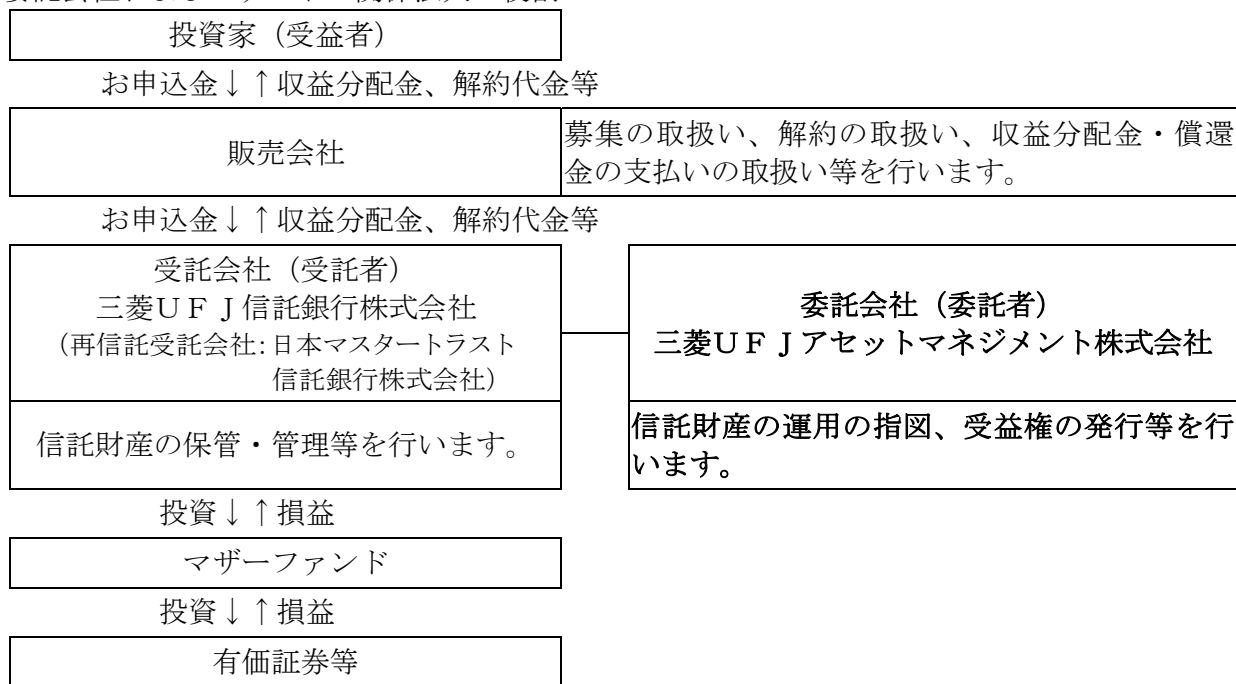 投資家（受益者）
お申込金↓↑収益分配金、解約代金等
販売会社
募集の取扱い、解約の取扱い、収益分配金・償還
金の支払いの取扱い等を行います。
お申込金↓↑収益分配金、解約代金等
受託会社（受託者）
三菱ＵＦＪ信託銀行株式会社
（再信託受託会社：日本マスタートラスト
信託銀行株式会社）
委託会社（委託者）
三菱ＵＦＪアセットマネジメント株式会社
信託財産の保管・管理等を行います。
信託財産の運用の指図、受益権の発行等を行
います。
投資↓↑損益
マザーファンド
投資↓↑損益
有価証券等